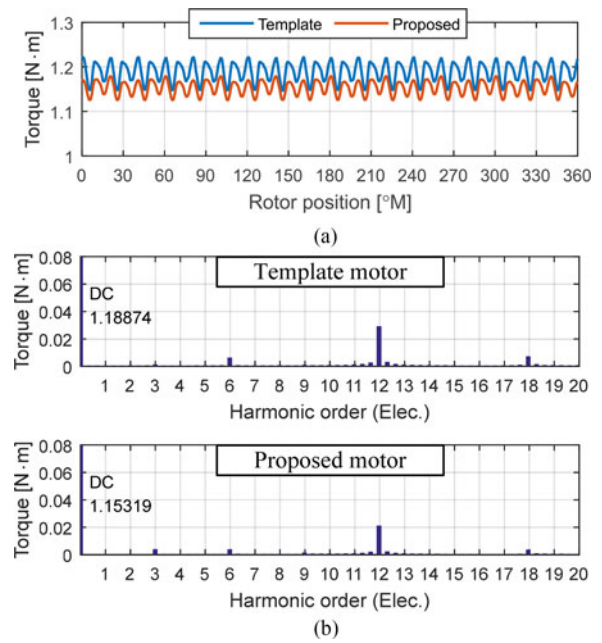 Template Proposed
Torque [N·m]
1.3
1.2
1.1
1
0 30 60 90 120 150 180 210 240 270 300 330 360
Rotor position [°M]
(a)
Template motor
Torque [N·m]
0.08
0.06
0.04
0.02
0
DC
1.18874
1 2 3 4 5 6 7 8 9 10 11 12 13 14 15 16 17 18 19 20
Harmonic order (Elec.)
Proposed motor
Torque [N·m]
0.08
0.06
0.04
0.02
0
DC
1.15319
1 2 3 4 5 6 7 8 9 10 11 12 13 14 15 16 17 18 19 20
Harmonic order (Elec.)
(b)